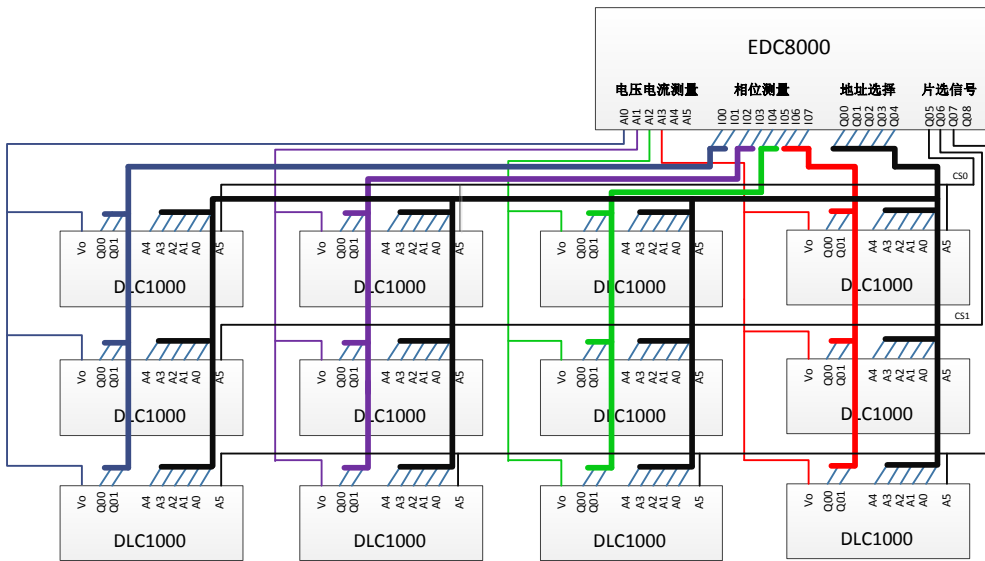 EDC8000
电压电流测量 相位测量 地址选择 片选信号
AI0 AI1 AI2 AI3 AI4 AI5 I00 I01 I02 I03 I04 I05 I06 I07 Q00 Q01 Q02 Q03 Q04 Q05 Q06 Q07 Q08
CS0
Vo Q00 Q01 A4 A3 A2 A1 A0 A5 Vo Q00 Q01 A4 A3 A2 A1 A0 A5 Vo Q00 Q01 A4 A3 A2 A1 A0 A5 Vo Q00 Q01 A4 A3 A2 A1 A0 A5
DLC1000 DLC1000 DLC1000 DLC1000
CS1
Vo Q00 Q01 A4 A3 A2 A1 A0 A5 Vo Q00 Q01 A4 A3 A2 A1 A0 A5 Vo Q00 Q01 A4 A3 A2 A1 A0 A5 Vo Q00 Q01 A4 A3 A2 A1 A0 A5
DLC1000 DLC1000 DLC1000 DLC1000
Vo Q00 Q01 A4 A3 A2 A1 A0 A5 Vo Q00 Q01 A4 A3 A2 A1 A0 A5 Vo Q00 Q01 A4 A3 A2 A1 A0 A5 Vo Q00 Q01 A4 A3 A2 A1 A0 A5
DLC1000 DLC1000 DLC1000 DLC1000